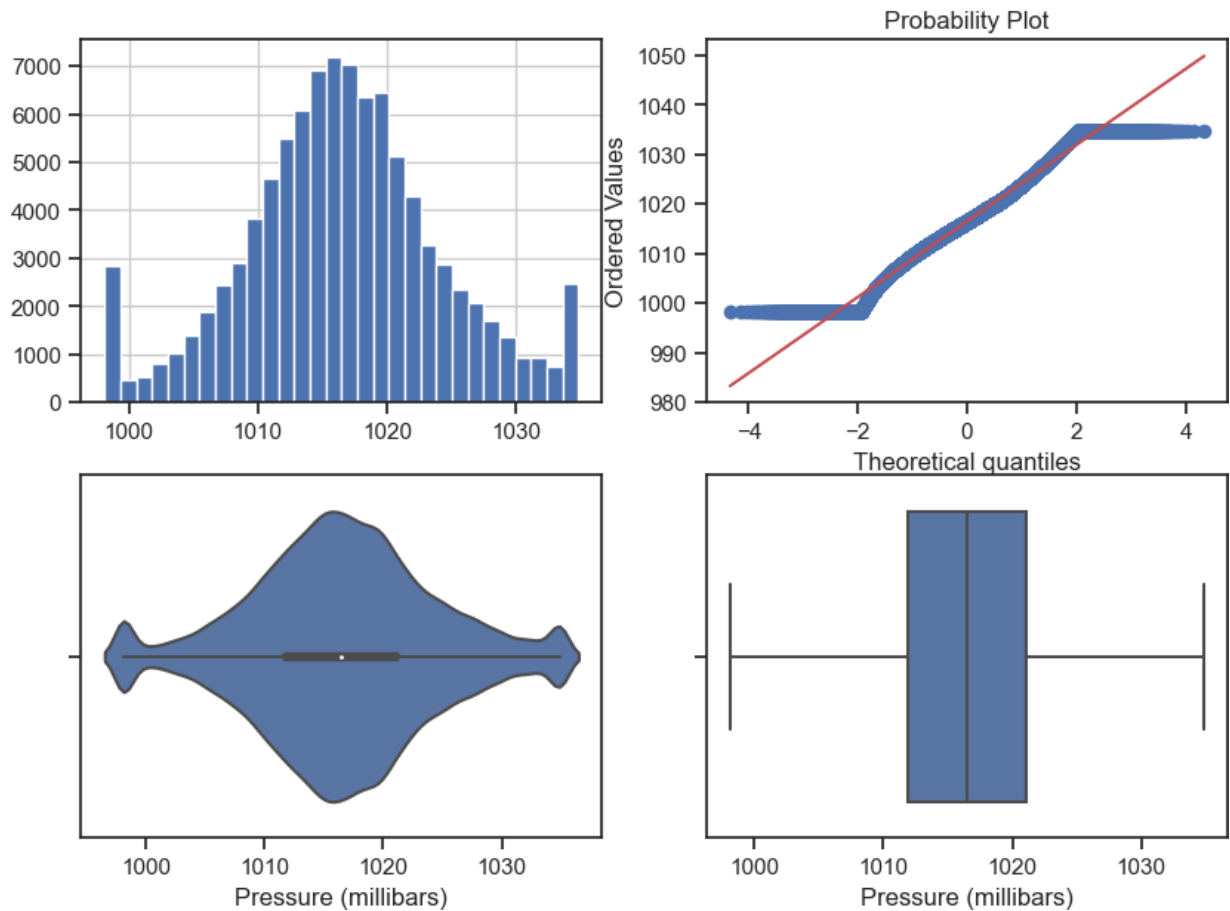 Probability Plot
7000
6000
5000
4000
3000
2000
1000
0
1000 1010 1020 1030
Ordered Values
1050
1040
1030
1020
1010
1000
990
980
−4 −2 0 2 4
Theoretical quantiles
1000 1010 1020 1030
Pressure (millibars)
1000 1010 1020 1030
Pressure (millibars)